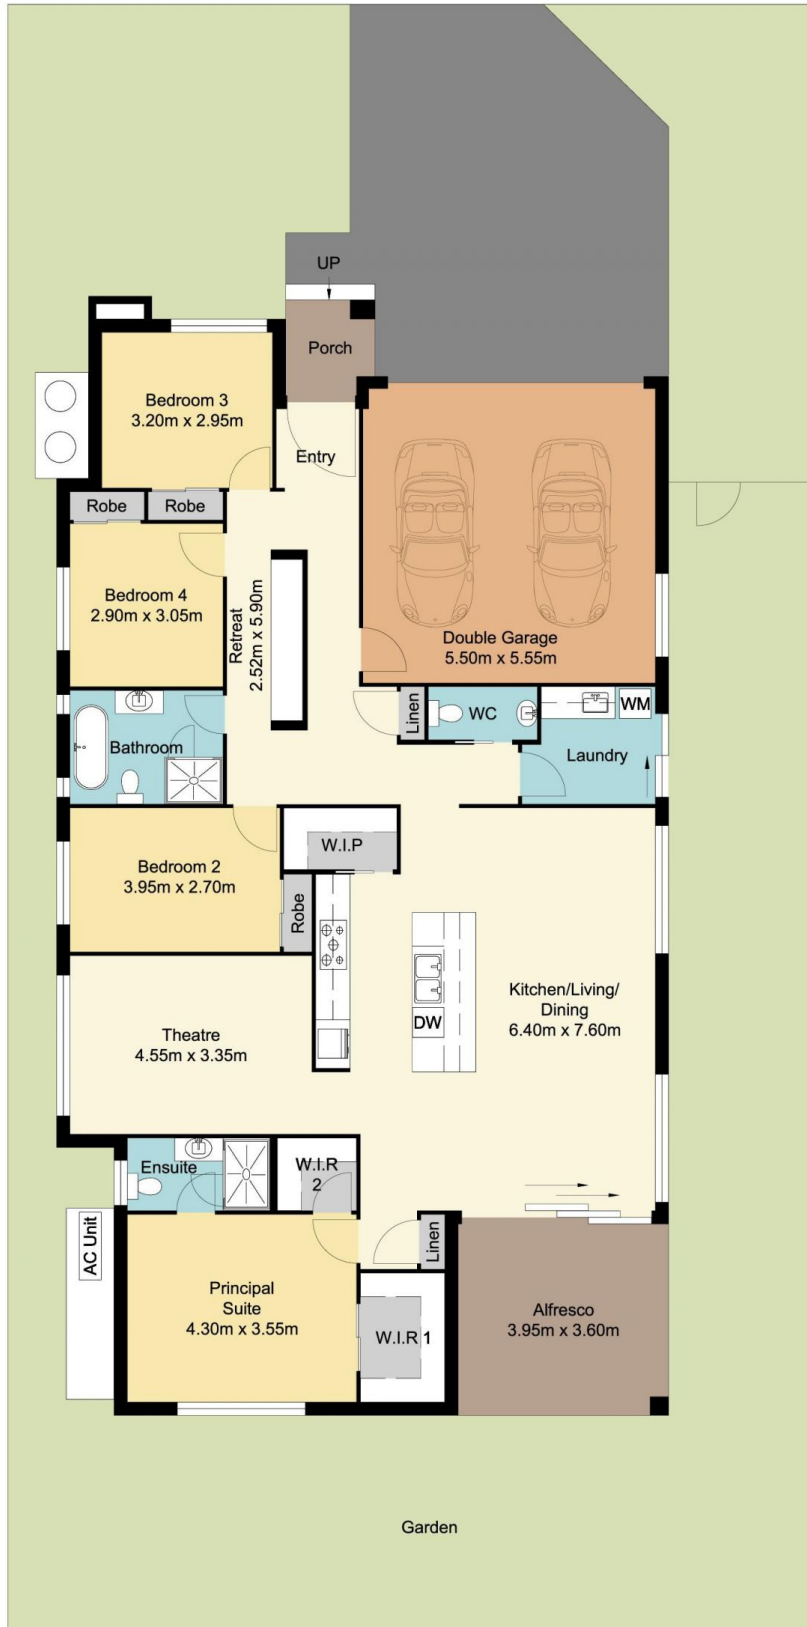 UP
Porch
Bedroom 3
3.20m x 2.95m
Entry
Robe
Robe
Bedroom 4
2.90m x 3.05m
Retreat
2.52m x 5.90m
Double Garage
5.50m x 5.55m
Linen
WC
WM
Bathroom
Laundry
W.I.P
Bedroom 2
3.95m x 2.70m
Robe
Kitchen/Living/
Dining
6.40m x 7.60m
DW
Theatre
4.55m x 3.35m
Ensuite
W.I.R
2
AC Unit
Linen
Principal
Suite
4.30m x 3.55m
W.I.R 1
Alfresco
3.95m x 3.60m
Garden